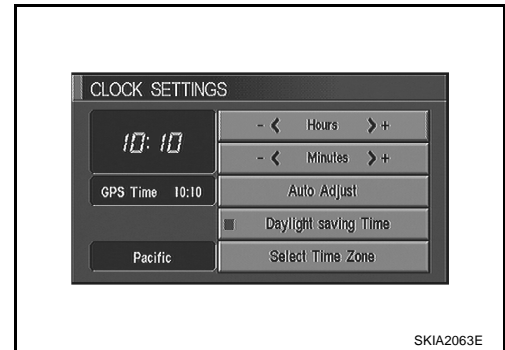 CLOCK SETTINGS
10:10
- < Hours > +
- < Minutes > +
GPS Time 10:10
Auto Adjust
Daylight saving Time
Pacific
Select Time Zone
SKIA2063E